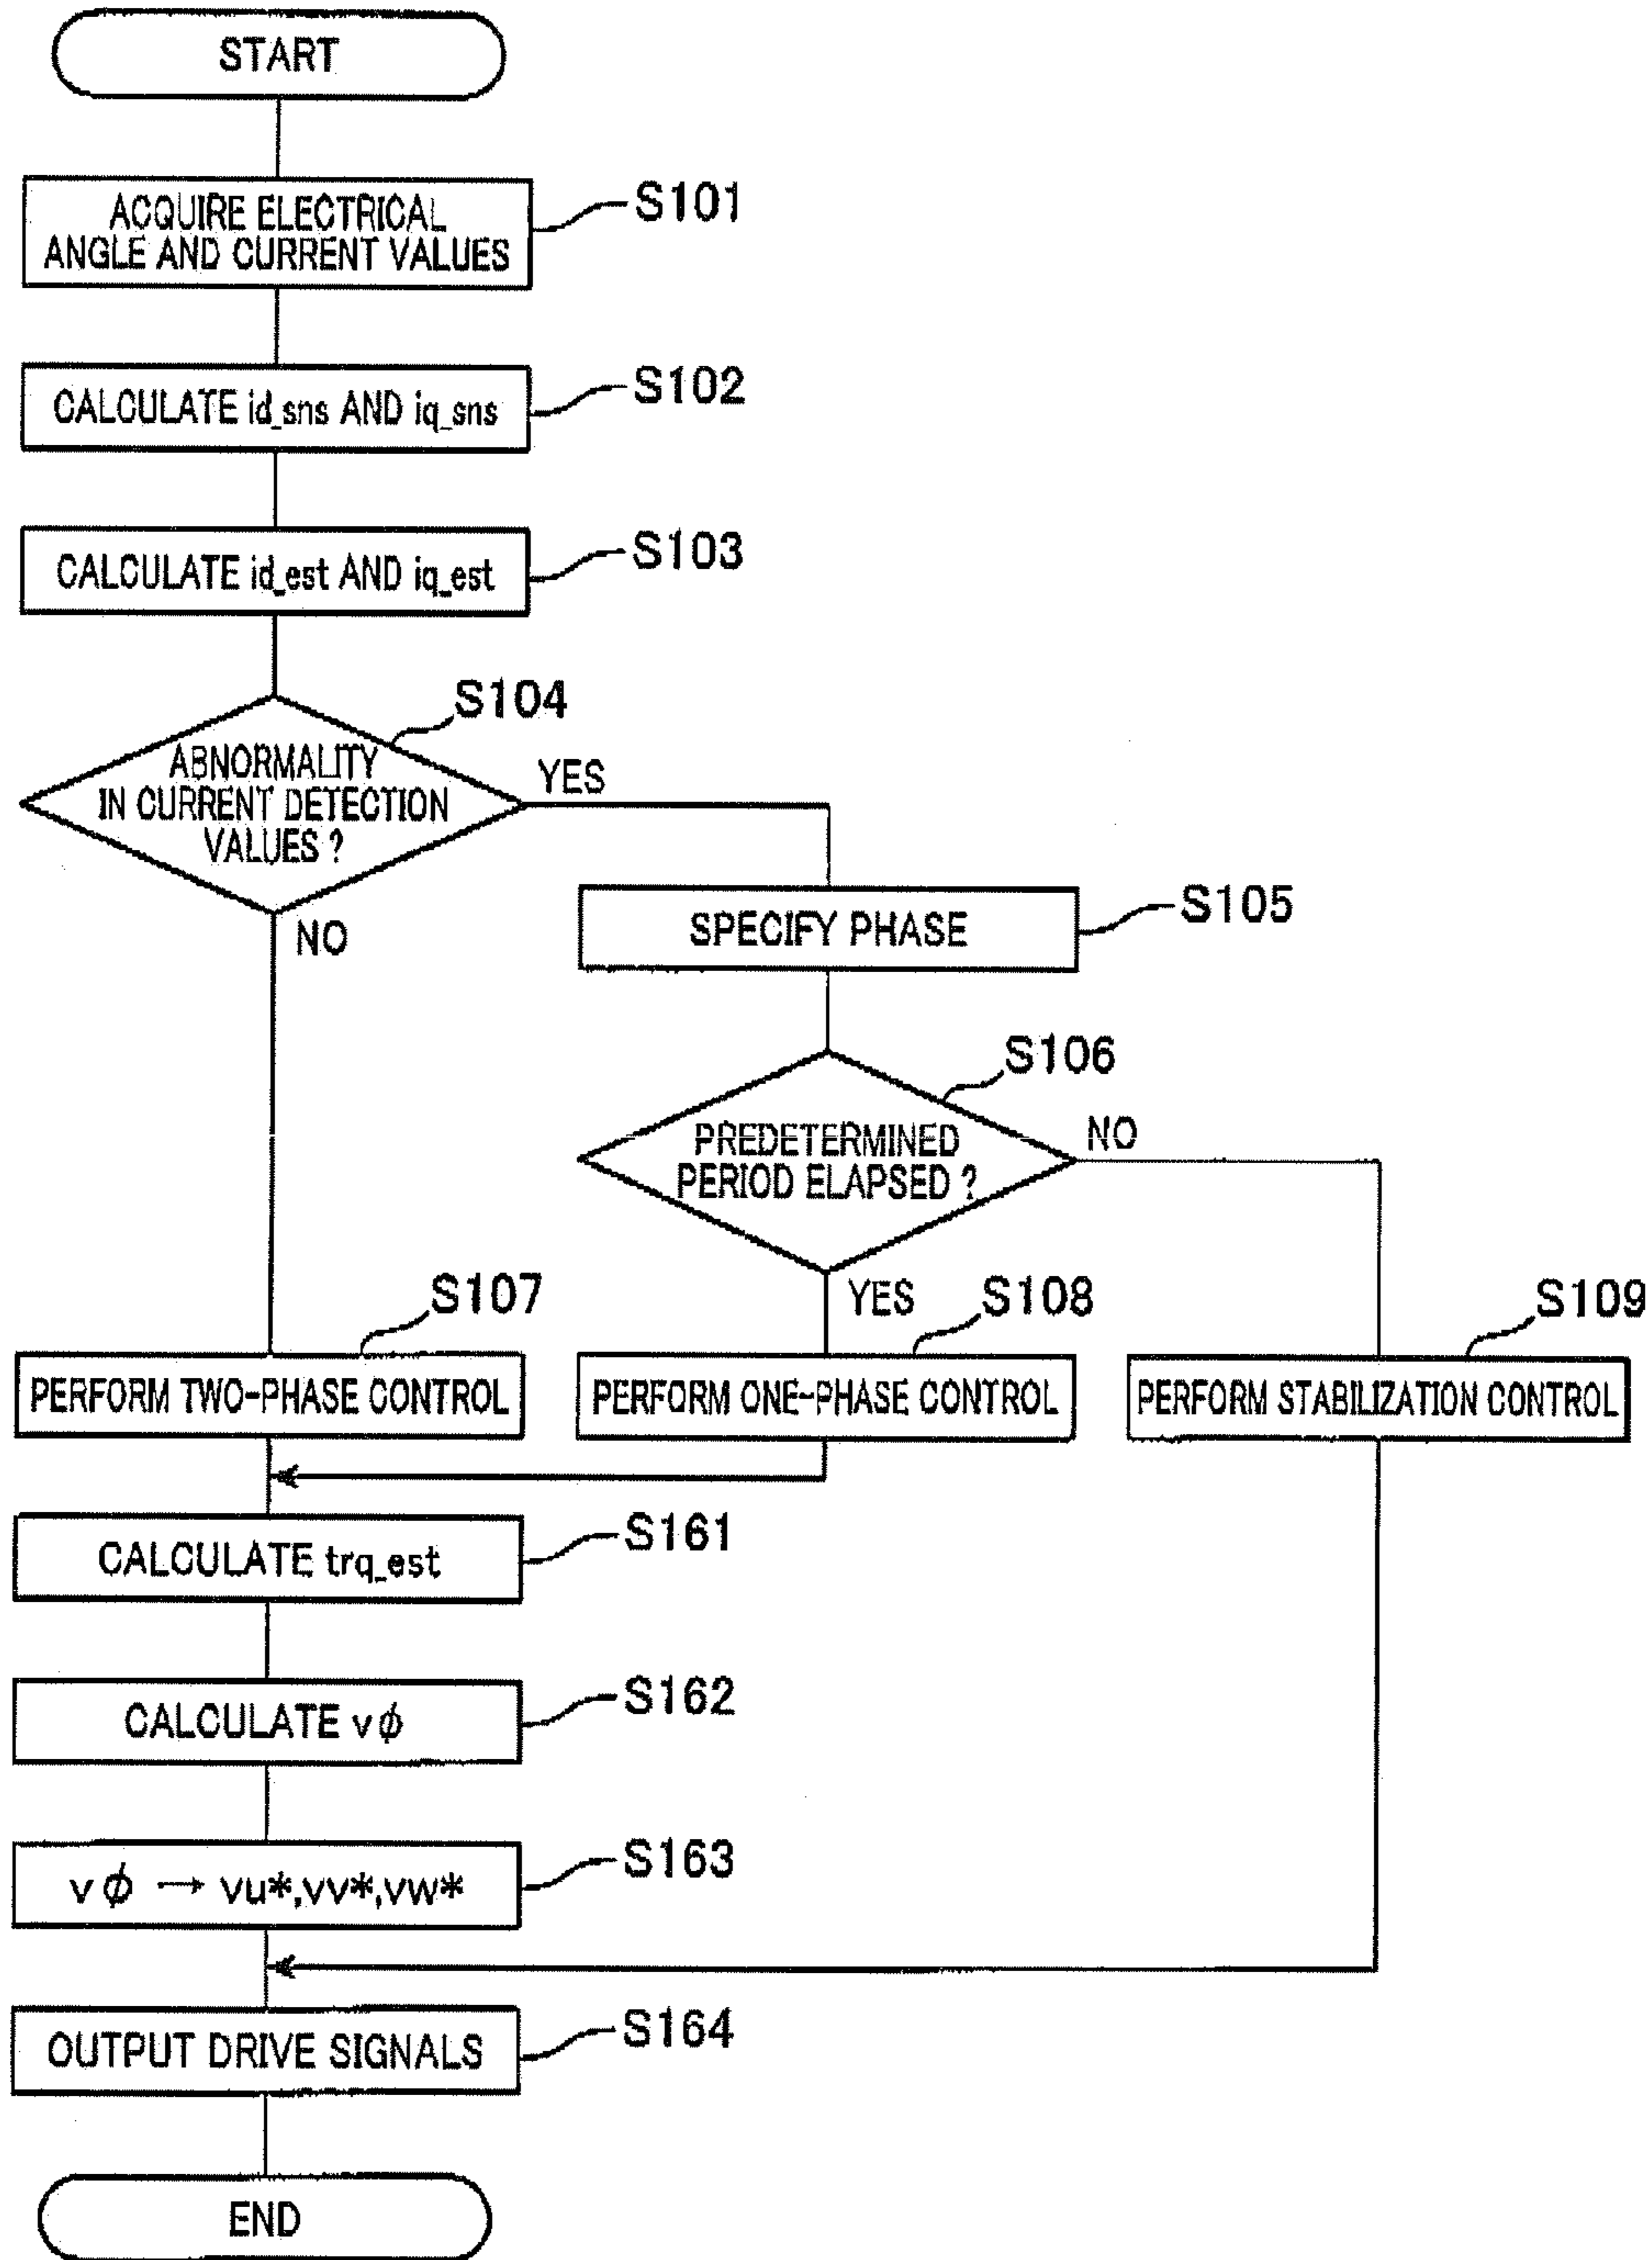 START
ACQUIRE ELECTRICAL
ANGLE AND CURRENT VALUES
S101
CALCULATE id_sns AND iq_sns
S102
CALCULATE id_est AND iq_est
S103
S104
ABNORMALITY
IN CURRENT DETECTION
VALUES ?
YES
NO
SPECIFY PHASE
S105
S106
PREDETERMINED
PERIOD ELAPSED ?
NO
YES
S107
S108
S109
PERFORM TWO-PHASE CONTROL
PERFORM ONE-PHASE CONTROL
PERFORM STABILIZATION CONTROL
CALCULATE trq_est
S161
CALCULATE vϕ
S162
vϕ → vu*,vv*,vw*
S163
OUTPUT DRIVE SIGNALS
S164
END